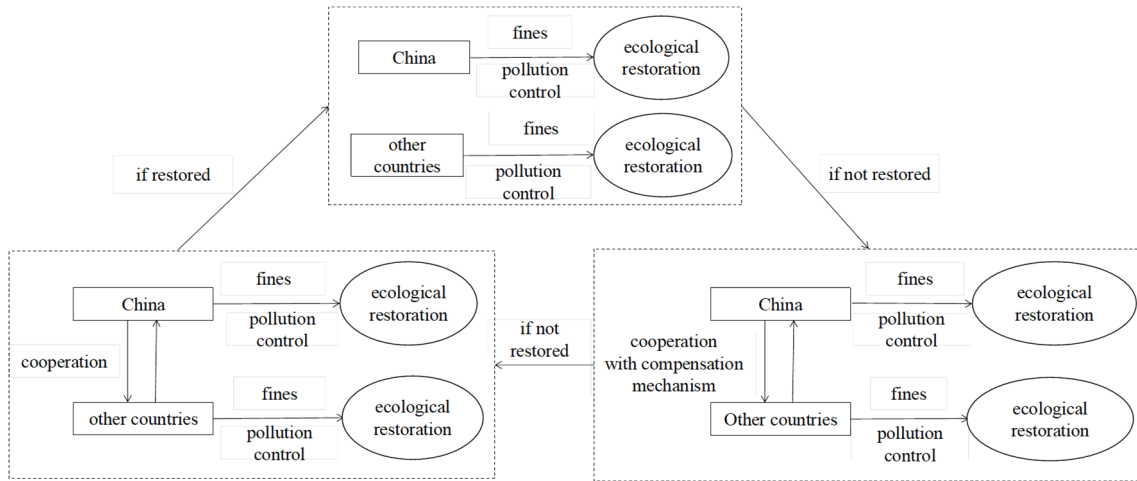 fines
China
ecological
restoration
pollution
control
fines
other
countries
ecological
restoration
pollution
control
if restored
if not restored
fines
China
ecological
restoration
pollution
control
cooperation
fines
other countries
ecological
restoration
pollution
control
if not
restored
fines
China
ecological
restoration
pollution
control
cooperation
with compensation
mechanism
fines
Other countries
ecological
restoration
pollution
control